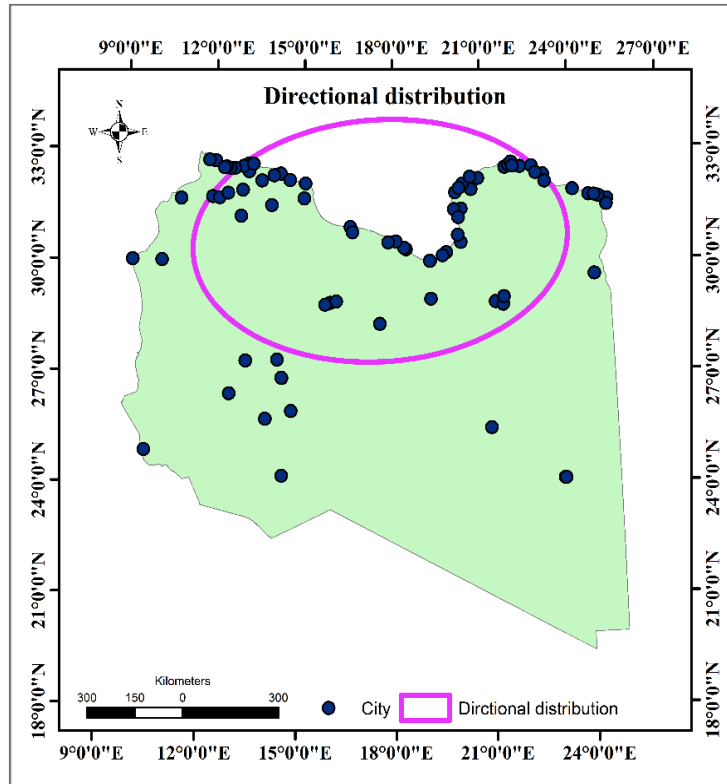 9°0'0"E 12°0'0"E 15°0'0"E 18°0'0"E 21°0'0"E 24°0'0"E 27°0'0"E
Directional distribution
N
W E
S
33°0'0"N 33°0'0"N
30°0'0"N 30°0'0"N
27°0'0"N 27°0'0"N
24°0'0"N 24°0'0"N
21°0'0"N 21°0'0"N
18°0'0"N 18°0'0"N
Kilometers
300 150 0 300
City Dirctional distribution
9°0'0"E 12°0'0"E 15°0'0"E 18°0'0"E 21°0'0"E 24°0'0"E